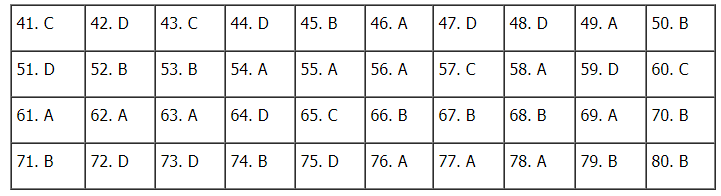 41. C 42. D 43. C 44. D 45. B 46. A 47. D 48. D 49. A 50. B
51. D 52. B 53. B 54. A 55. A 56. A 57. C 58. A 59. D 60. C
61. A 62. A 63. A 64. D 65. C 66. B 67. B 68. B 69. A 70. B
71. B 72. D 73. D 74. B 75. D 76. A 77. A 78. A 79. B 80. B